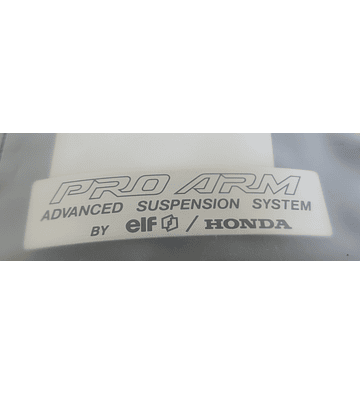 PRO ARM
ADVANCED SUSPENSION SYSTEM
BY elf / HONDA